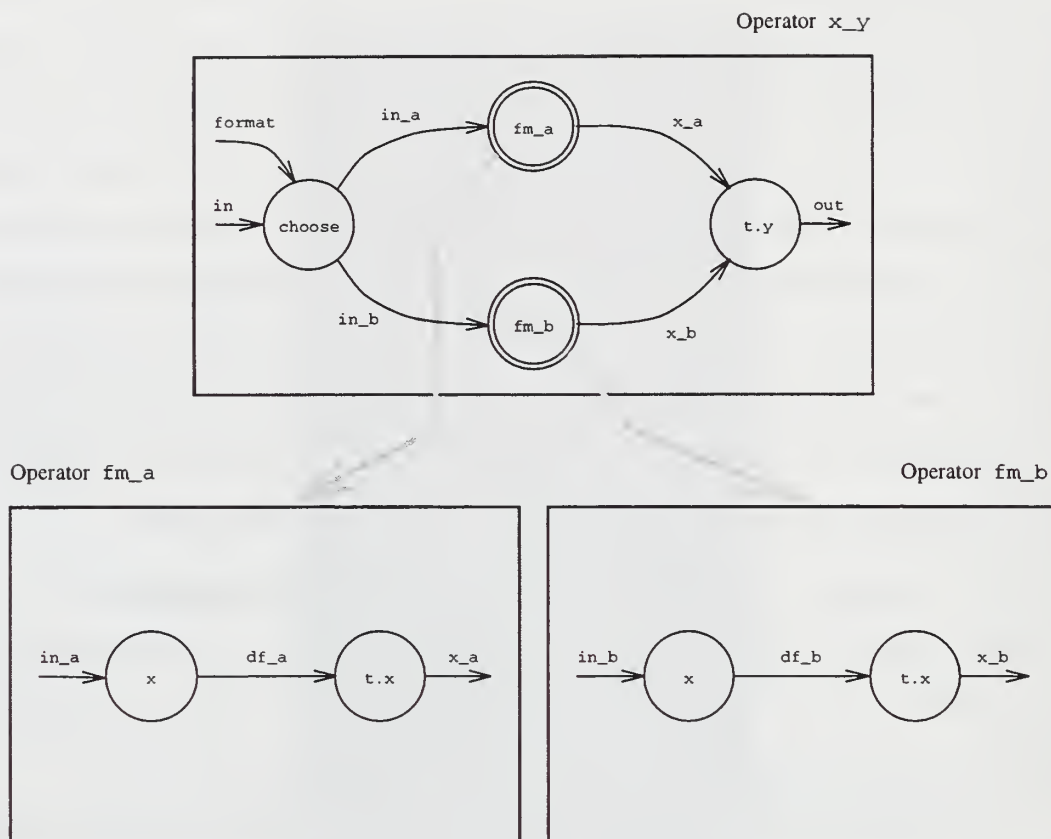 Operator x_y
format
in_a
fm_a
x_a
in
choose
t.y
out
in_b
fm_b
x_b
Operator fm_a
Operator fm_b
in_a
x
df_a
t.x
x_a
in_b
x
df_b
t.x
x_b